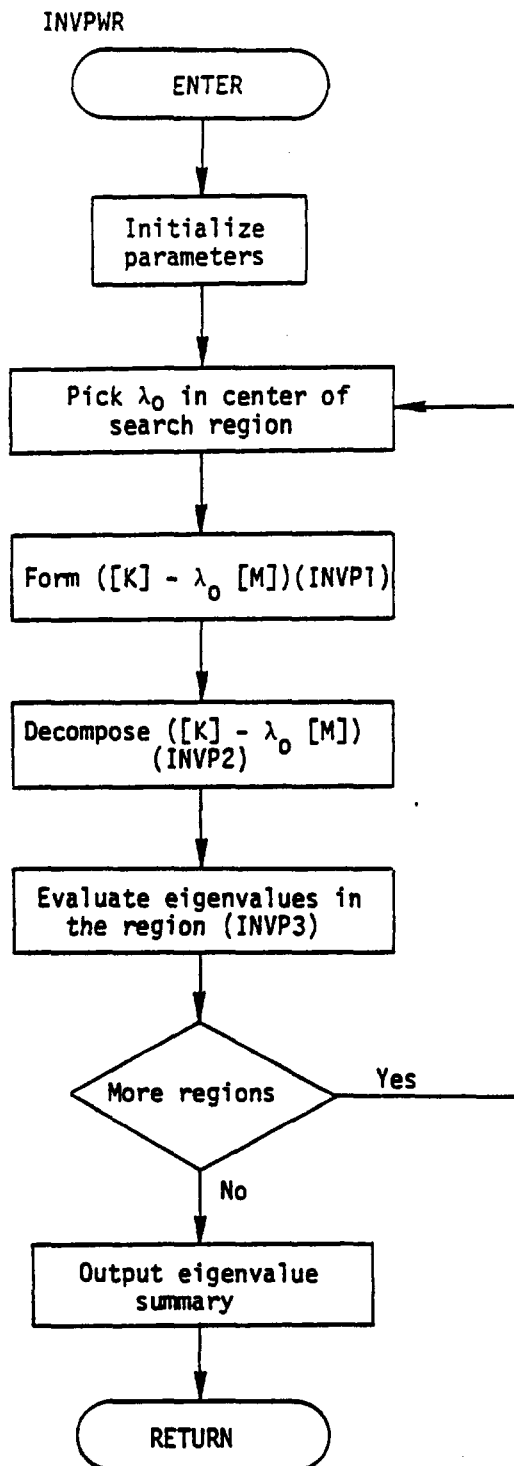 INVPWR
ENTER
Initialize
parameters
Pick λ₀ in center of
search region
Form ([K] - λ₀ [M])(INVP1)
Decompose ([K] - λ₀ [M])
(INVP2)
Evaluate eigenvalues in
the region (INVP3)
More regions
Yes
No
Output eigenvalue
summary
RETURN